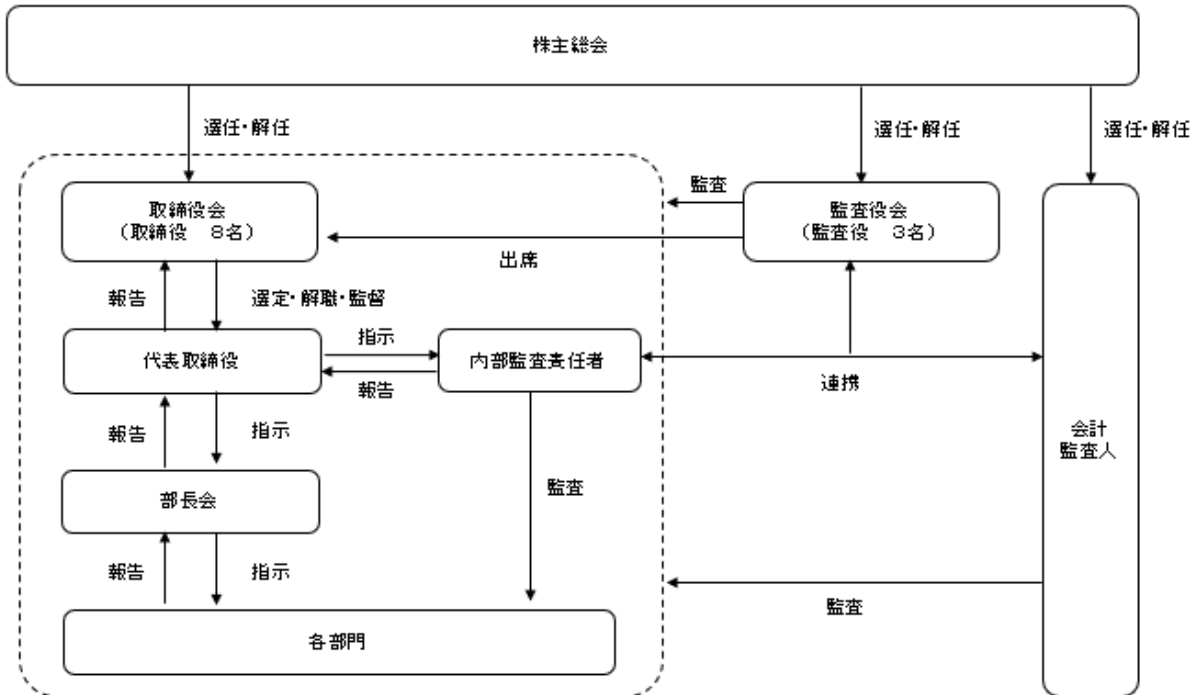 株主総会
選任・解任
選任・解任
選任・解任
取締役会
（取締役　8名）
監査
監査役会
（監査役　3名）
出席
報告
選定・解職・監督
代表取締役
指示
報告
内部監査責任者
連携
報告
指示
会計
監査人
部長会
監査
報告
指示
監査
各部門